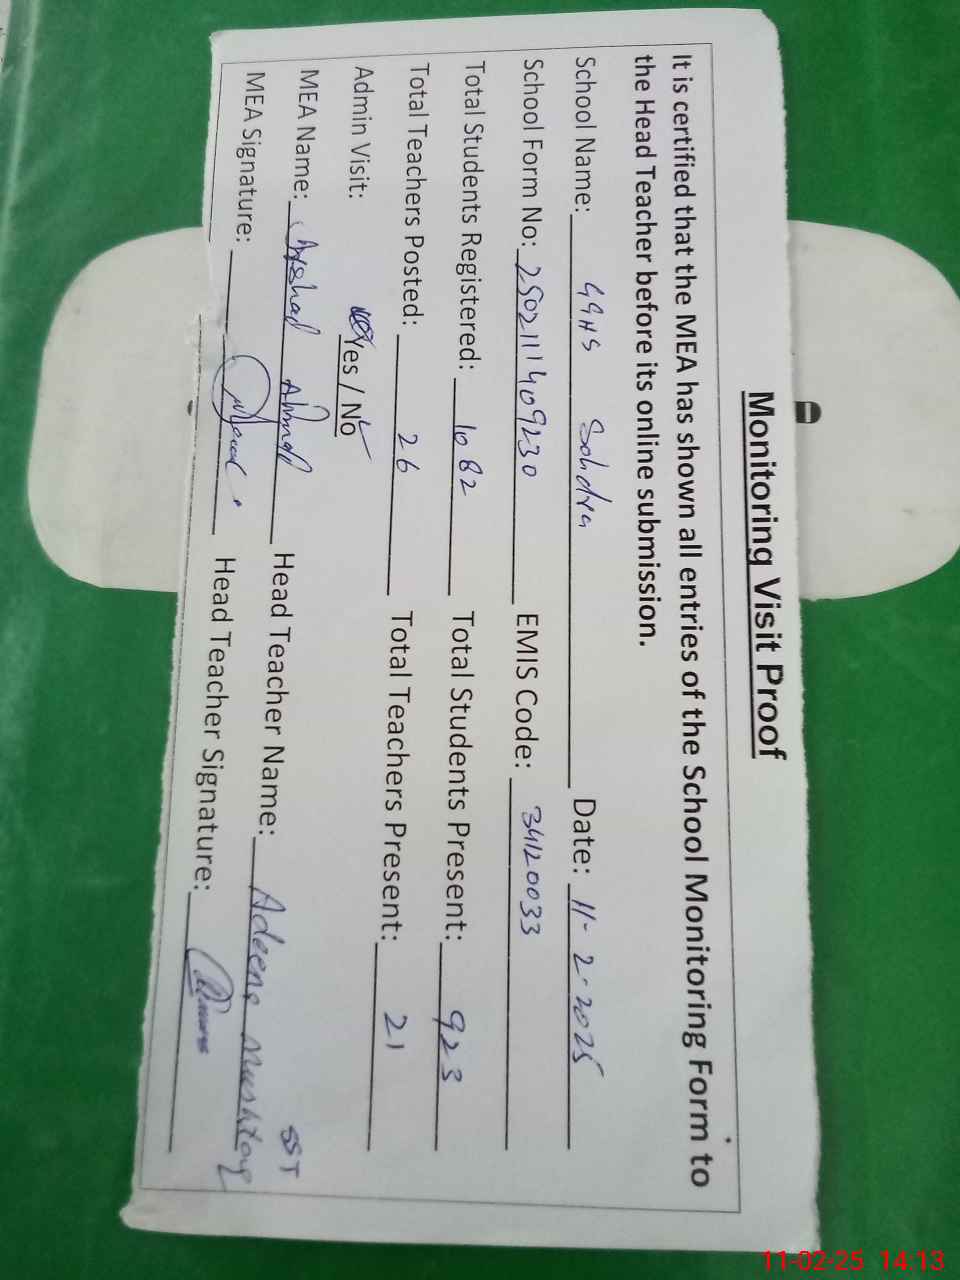 Monitoring Visit Proof
It is certified that the MEA has shown all entries of the School Monitoring Form to
the Head Teacher before its online submission.
School Name: GGHS Sohdra Date: 11-2-2025
School Form No: 2502111409230 EMIS Code: 34120033
Total Students Registered: 1082 Total Students Present: 923
Total Teachers Posted: 26 Total Teachers Present: 21
Admin Visit: Yes / No
SST
MEA Name: Arshad Ahmad Head Teacher Name: Adeena Mushtaq
MEA Signature: Head Teacher Signature:
11-02-25 14:13